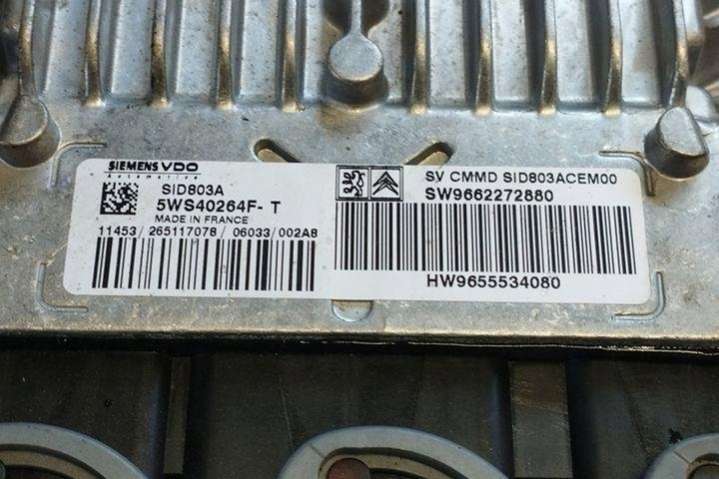 SIEMENS VDO
Automotive
SID803A
5WS40264F- T
MADE IN FRANCE
11453/ 265117078 / 06033/ 002A8
SV CMMD SID803ACEM00
SW9662272880
HW9655534080